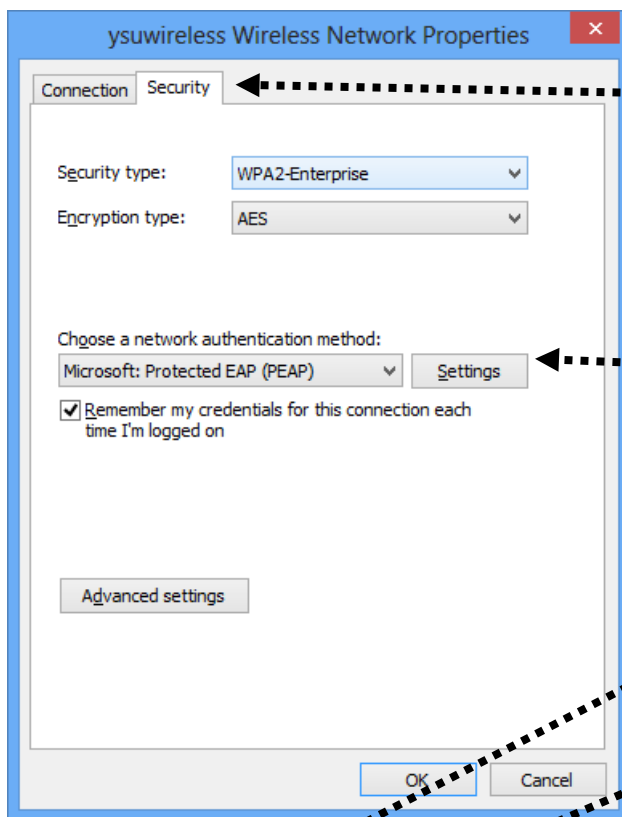 ysuwireless Wireless Network Properties
Connection Security
Security type: WPA2-Enterprise
Encryption type: AES
Choose a network authentication method:
Microsoft: Protected EAP (PEAP) Settings
Remember my credentials for this connection each
time I'm logged on
Advanced settings
OK Cancel